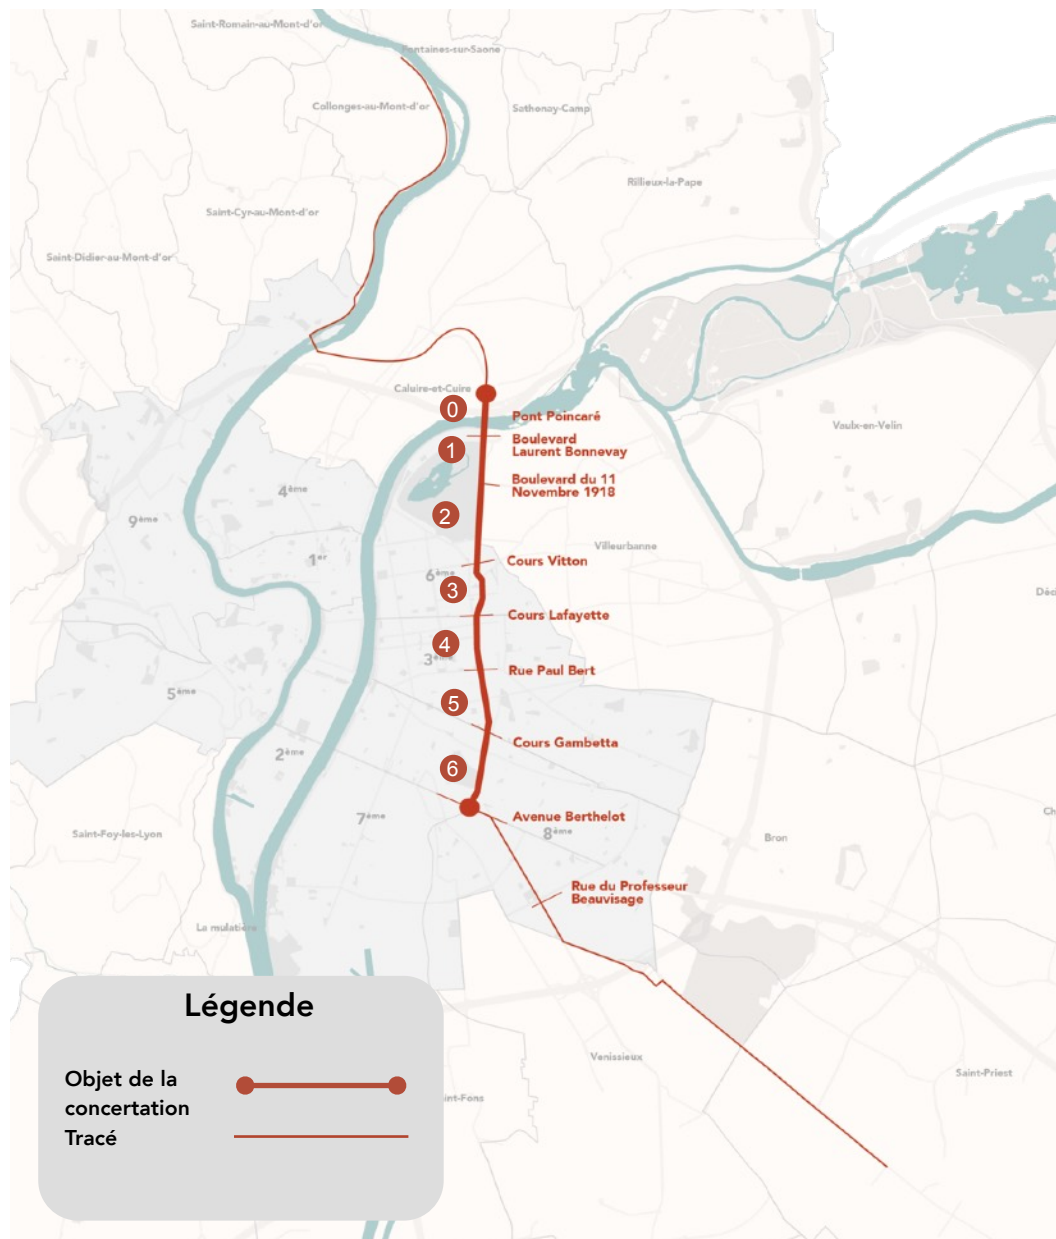 Saint-Romain-au-Mont-d'or
Fontaines-sur-Saone
Collonges-au-Mont-d'or
Sathonay-Camp
Rillieux-la-Pape
Saint-Cyr-au-Mont-d'or
Saint-Didier-au-Mont-d'or
Caluire-et-Cuire
0
Pont Poincaré
Vaulx-en-Velin
1
Boulevard
Laurent Bonnevay
Boulevard du 11
Novembre 1918
4ème
9ème
2
Villeurbanne
1er
Cours Vitton
6ème
3
Déci
Cours Lafayette
4
3ème
Rue Paul Bert
5ème
5
2ème
Cours Gambetta
6
7ème
Avenue Berthelot
8ème
Saint-Foy-les-Lyon
Bron
Ch
Rue du Professeur
Beauvisage
La mulatière
Légende
Venissieux
Saint-Priest
Objet de la
concertation
int-Fons
Tracé